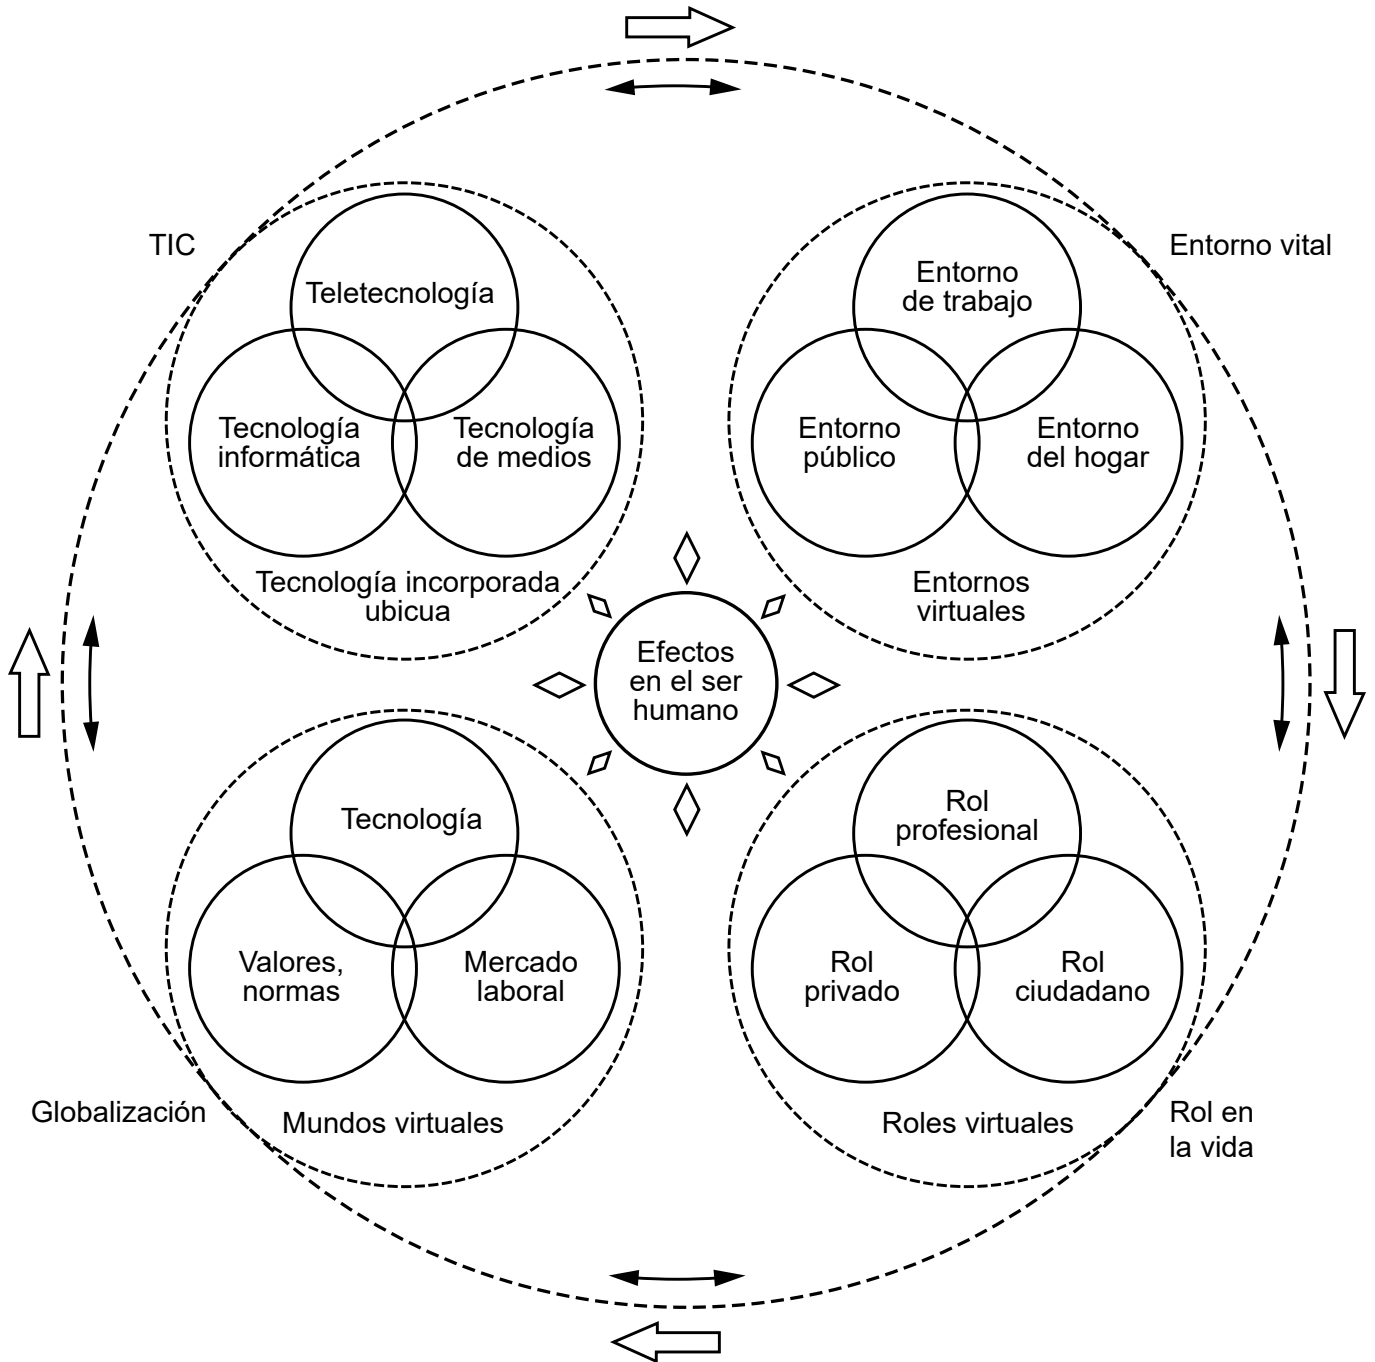 TIC
Teletecnología
Tecnología
informática
Tecnología
de medios
Tecnología incorporada
ubicua
Entorno vital
Entorno
de trabajo
Entorno
público
Entorno
del hogar
Entornos
virtuales
Efectos
en el ser
humano
Tecnología
Valores,
normas
Mercado
laboral
Mundos virtuales
Globalización
Rol
profesional
Rol
privado
Rol
ciudadano
Roles virtuales
Rol en
la vida